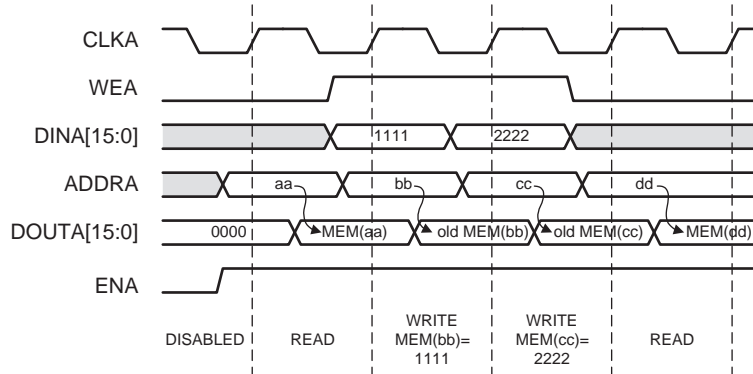 CLKA
WEA
DINA[15:0] 1111 2222
ADDRA aa bb cc dd
DOUTA[15:0] 0000 MEM(aa) old MEM(bb) old MEM(cc) MEM(dd)
ENA
DISABLED READ WRITE MEM(bb)= 1111 WRITE MEM(cc)= 2222 READ